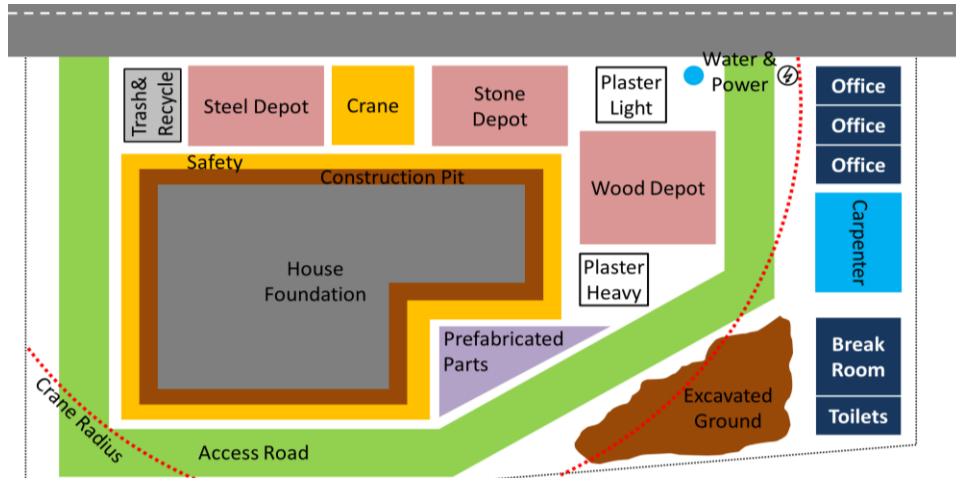 Trash&
Recycle
Steel Depot
Crane
Stone
Depot
Plaster
Light
Water &
Power
Office
Office
Office
Safety
Construction Pit
Wood Depot
Carpenter
House
Foundation
Plaster
Heavy
Prefabricated
Parts
Break
Room
Crane Radius
Excavated
Ground
Toilets
Access Road